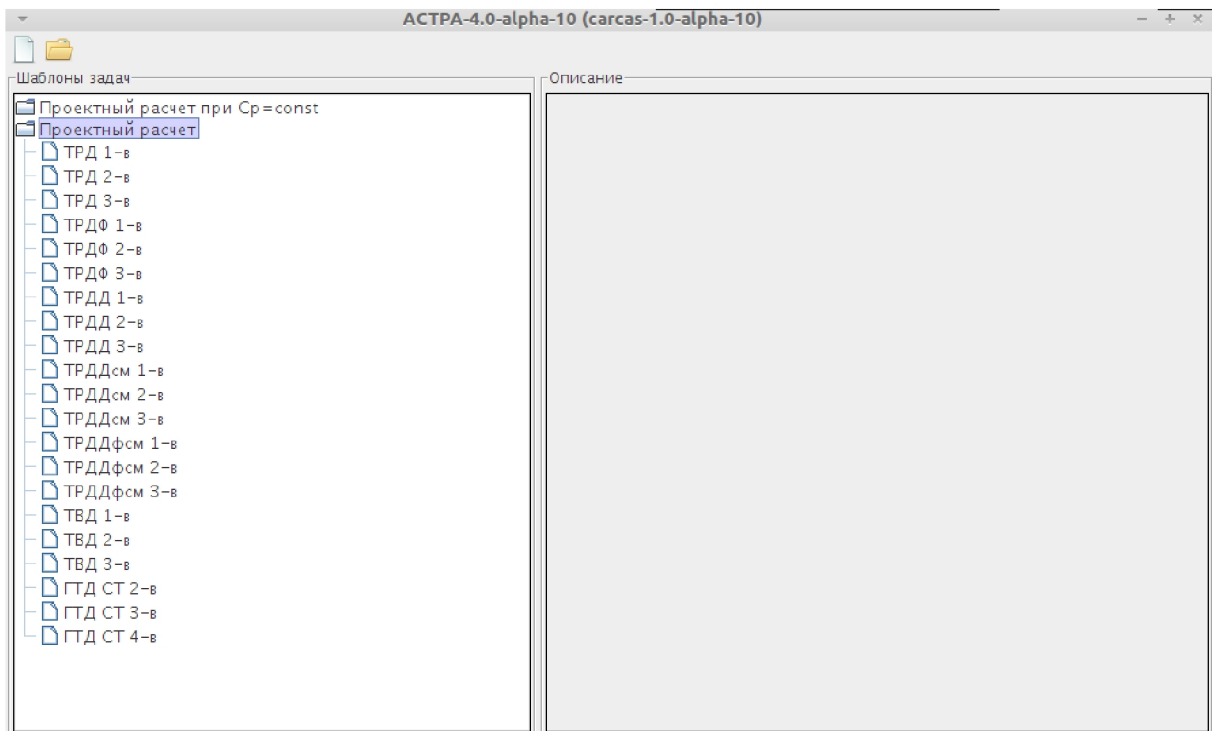 АСТРА-4.0-alpha-10 (carcas-1.0-alpha-10)
Шаблоны задач
Описание
Проектный расчет при Cp=const
Проектный расчет
ТРД 1-в
ТРД 2-в
ТРД 3-в
ТРДФ 1-в
ТРДФ 2-в
ТРДФ 3-в
ТРДД 1-в
ТРДД 2-в
ТРДД 3-в
ТРДДсм 1-в
ТРДДсм 2-в
ТРДДсм 3-в
ТРДДфсм 1-в
ТРДДфсм 2-в
ТРДДфсм 3-в
ТВД 1-в
ТВД 2-в
ТВД 3-в
ГТД СТ 2-в
ГТД СТ 3-в
ГТД СТ 4-в